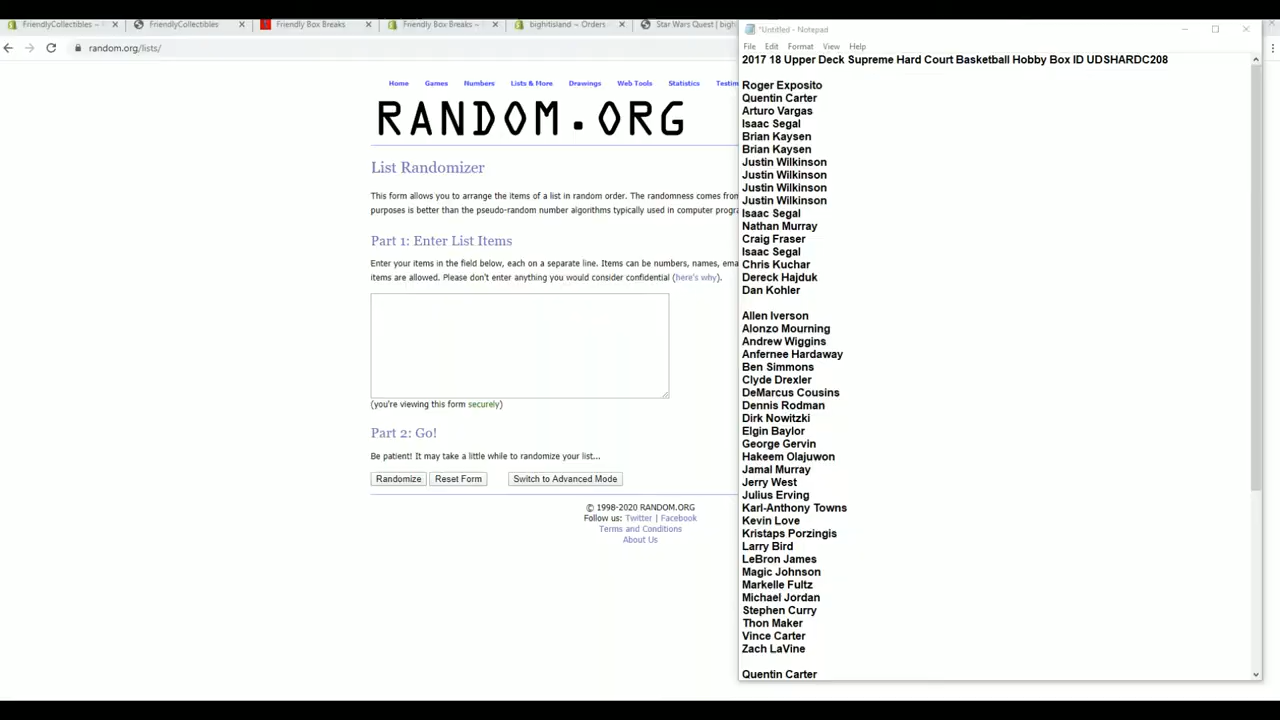 FriendlyCollectibles ~
FriendlyCollectibles
Friendly Box Breaks
Friendly Box Breaks ~
bighitisland ~ Orders
Star Wars Quest | bigh
random.org/lists/
Home
Games
Numbers
Lists & More
Drawings
Web Tools
Statistics
Testim
RANDOM.ORG
List Randomizer
This form allows you to arrange the items of a list in random order. The randomness comes from
purposes is better than the pseudo-random number algorithms typically used in computer progra
Part 1: Enter List Items
Enter your items in the field below, each on a separate line. Items can be numbers, names, ema
items are allowed. Please don't enter anything you would consider confidential (here's why).
(you're viewing this form securely)
Part 2: Go!
Be patient! It may take a little while to randomize your list...
Randomize
Reset Form
Switch to Advanced Mode
© 1998-2020 RANDOM.ORG
Follow us: Twitter | Facebook
Terms and Conditions
About Us
*Untitled - Notepad
File Edit Format View Help
2017 18 Upper Deck Supreme Hard Court Basketball Hobby Box ID UDSHARDC208
Roger Exposito
Quentin Carter
Arturo Vargas
Isaac Segal
Brian Kaysen
Brian Kaysen
Justin Wilkinson
Justin Wilkinson
Justin Wilkinson
Justin Wilkinson
Isaac Segal
Nathan Murray
Craig Fraser
Isaac Segal
Chris Kuchar
Dereck Hajduk
Dan Kohler
Allen Iverson
Alonzo Mourning
Andrew Wiggins
Anfernee Hardaway
Ben Simmons
Clyde Drexler
DeMarcus Cousins
Dennis Rodman
Dirk Nowitzki
Elgin Baylor
George Gervin
Hakeem Olajuwon
Jamal Murray
Jerry West
Julius Erving
Karl-Anthony Towns
Kevin Love
Kristaps Porzingis
Larry Bird
LeBron James
Magic Johnson
Markelle Fultz
Michael Jordan
Stephen Curry
Thon Maker
Vince Carter
Zach LaVine
Quentin Carter